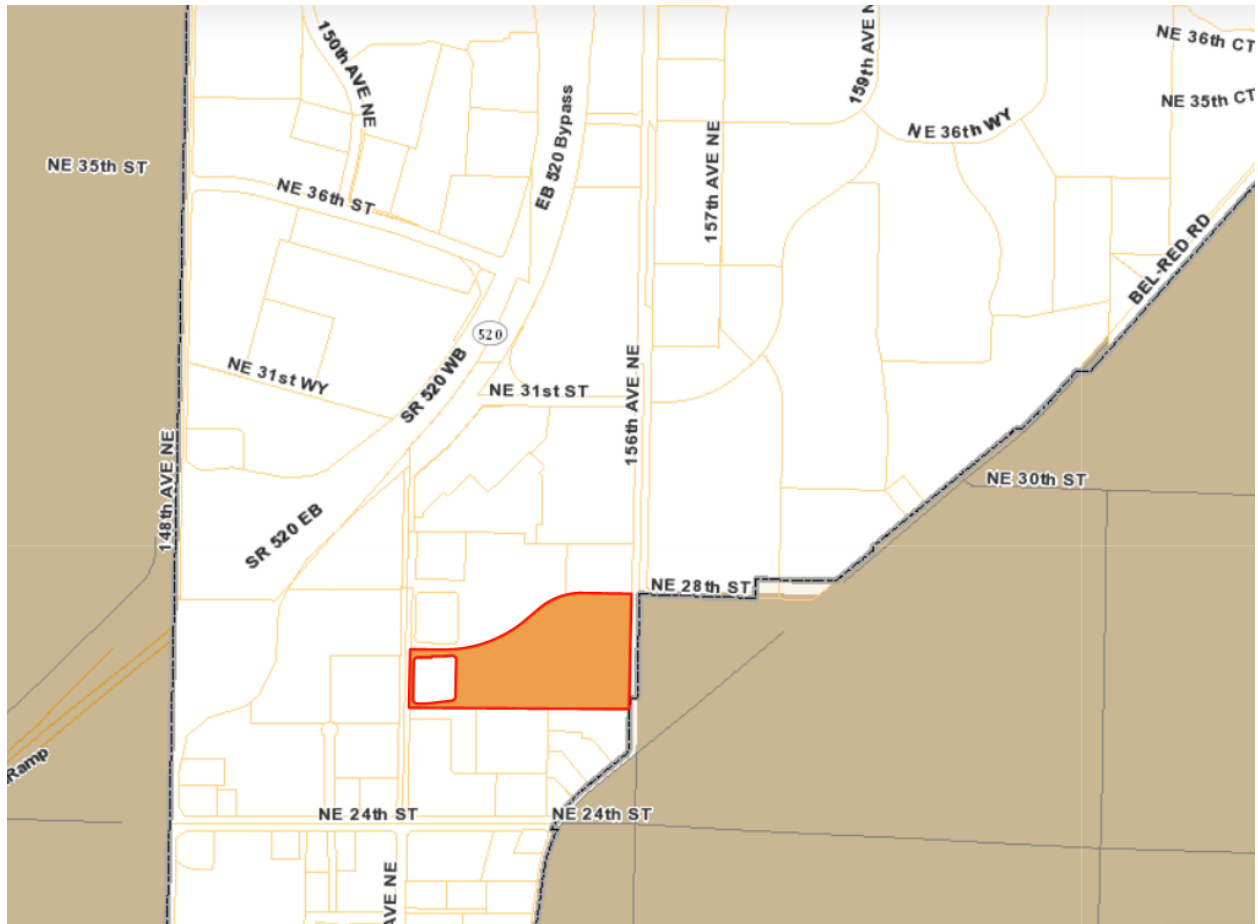 150th AVE NE
159th AVE N
NE 36th CT
NE 35th CT
NE 36th WY
EB 520 Bypass
NE 35th ST
NE 36th ST
157th AVE NE
BEL-RED RD
520
NE 31st WY
SR 520 WB
NE 31st ST
156th AVE NE
148th AVE NE
NE 30th ST
SR 520 EB
NE 28th ST
Ramp
NE 24th ST
NE 24th ST
AVE NE